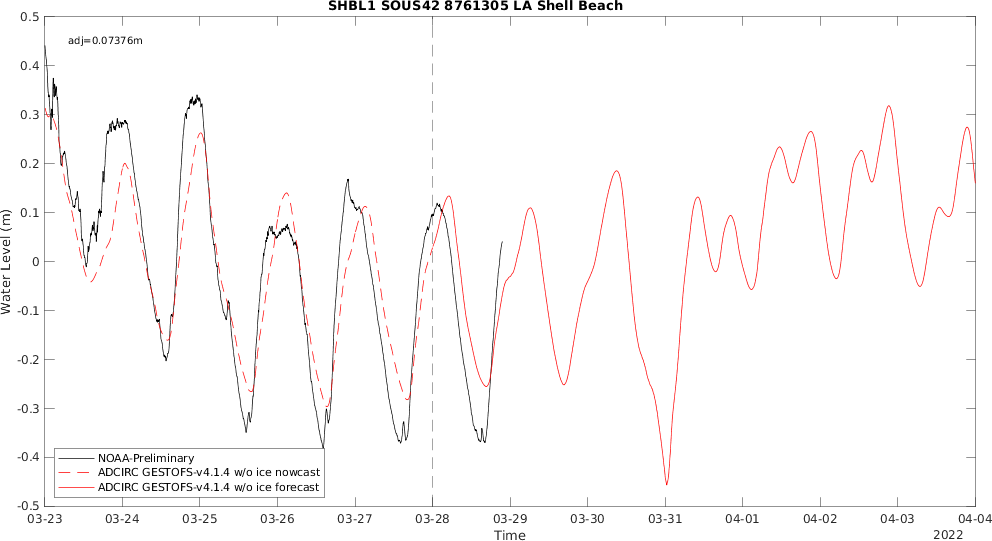 SHBL1 SOUS42 8761305 LA Shell Beach
adj=0.07376m
0.5
0.4
0.3
0.2
0.1
0
-0.1
-0.2
-0.3
-0.4
-0.5
Water Level (m)
NOAA-Preliminary
ADCIRC GESTOFS-v4.1.4 w/o ice nowcast
ADCIRC GESTOFS-v4.1.4 w/o ice forecast
03-23 03-24 03-25 03-26 03-27 03-28 03-29 03-30 03-31 04-01 04-02 04-03 04-04
Time
2022